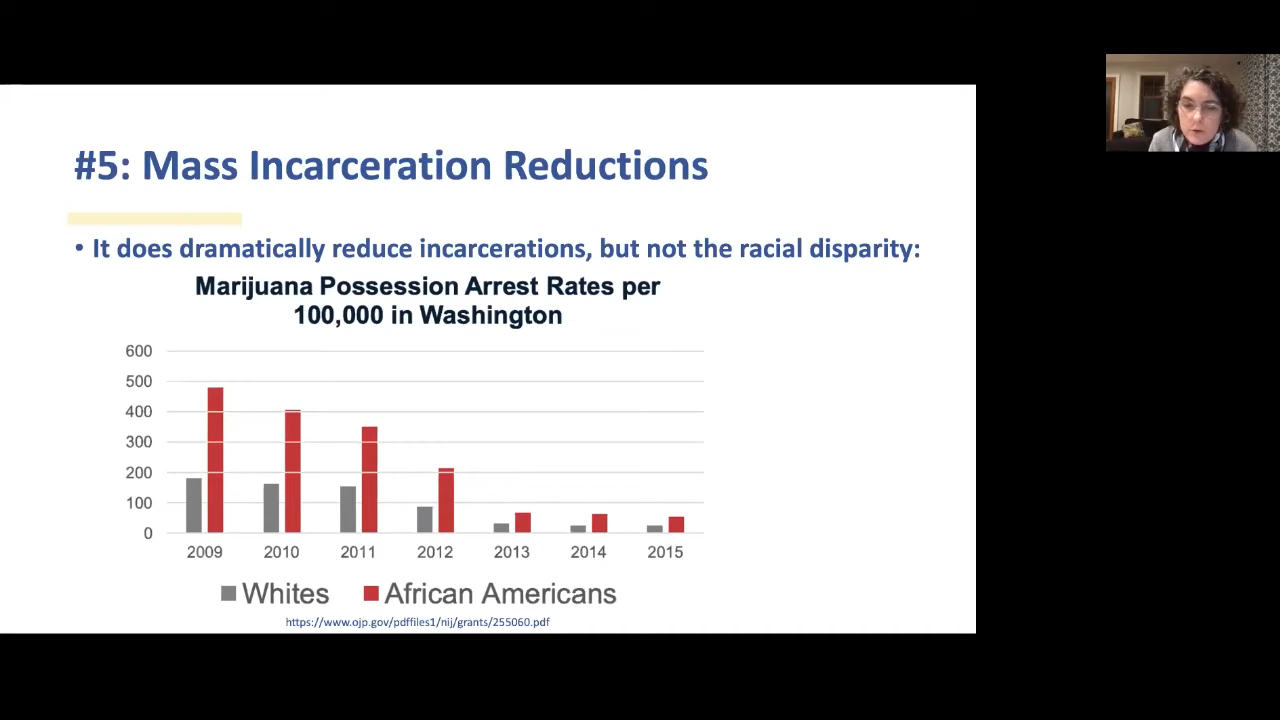 #5: Mass Incarceration Reductions
• It does dramatically reduce incarcerations, but not the racial disparity:
Marijuana Possession Arrest Rates per
100,000 in Washington
600
500
400
300
200
100
0
2009 2010 2011 2012 2013 2014 2015
Whites African Americans
https://www.ojp.gov/pdffiles1/nij/grants/255060.pdf